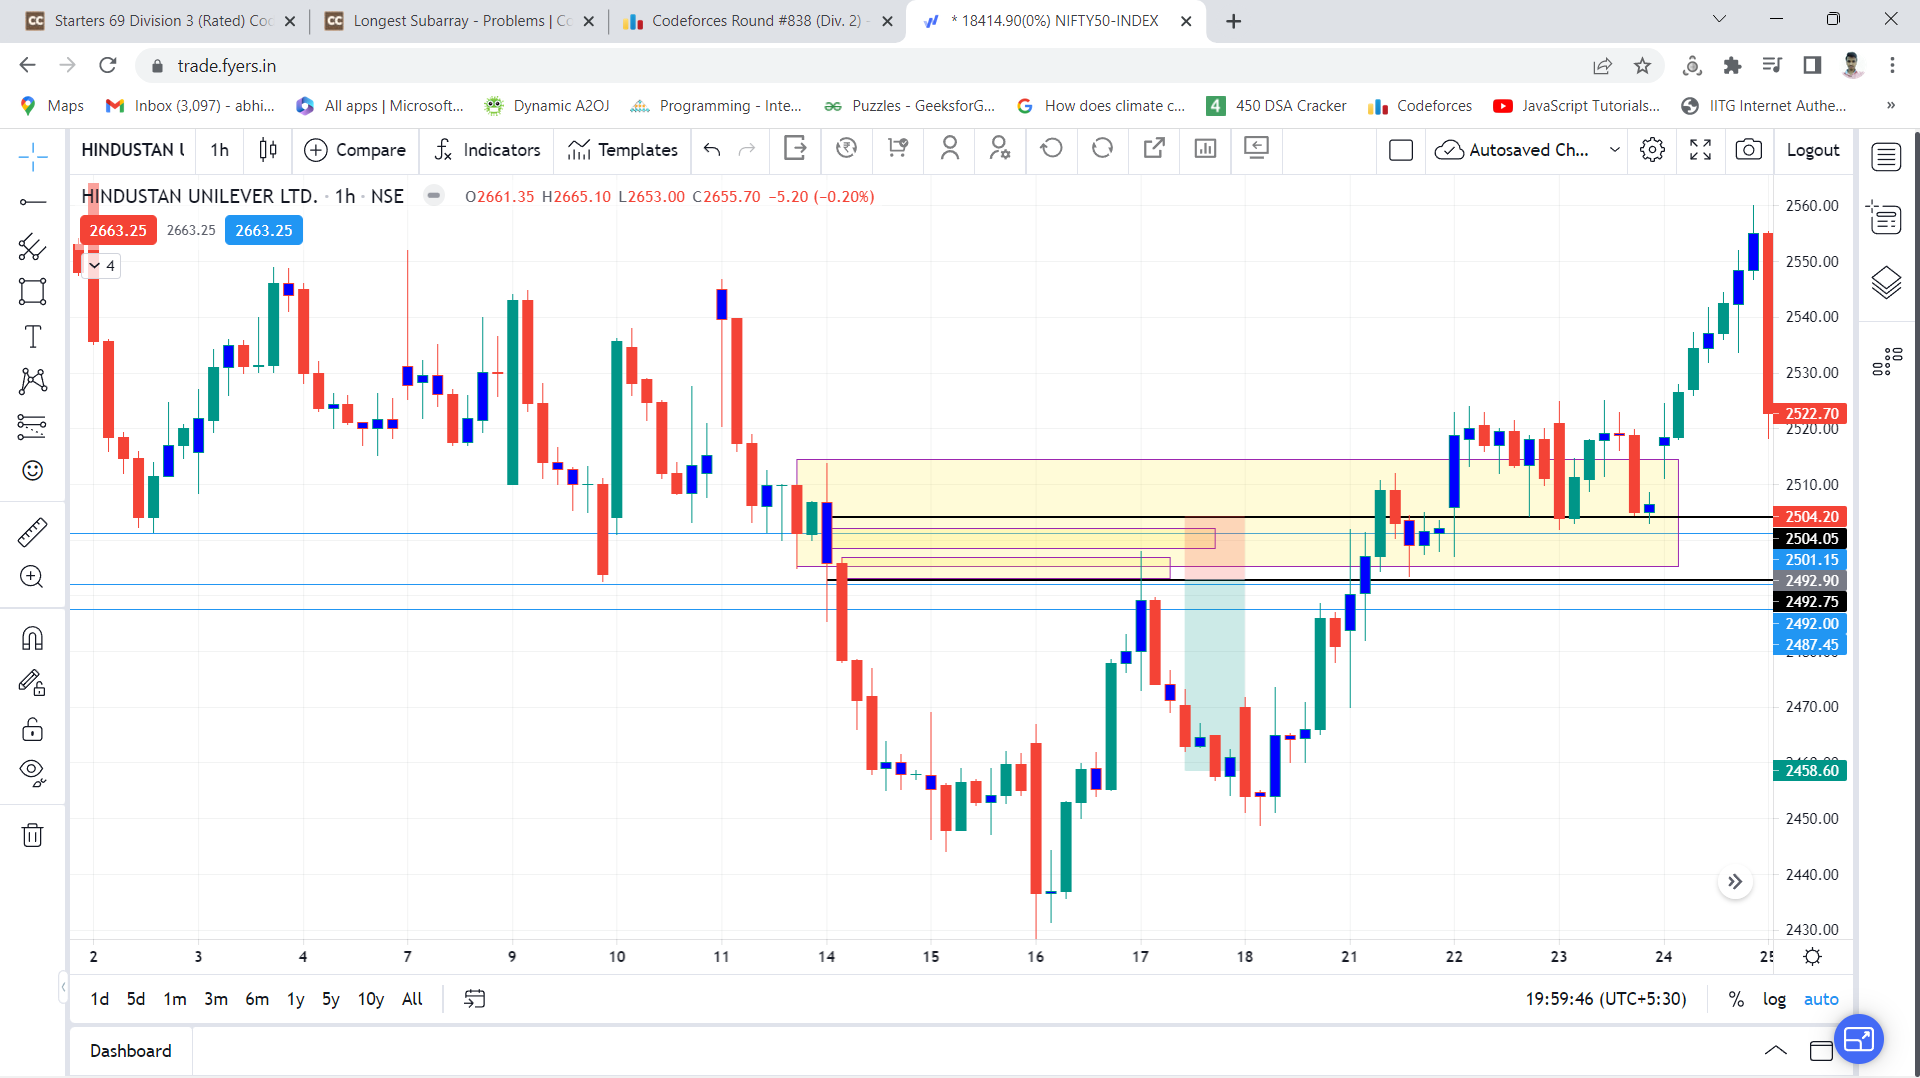 Starters 69 Division 3 (Rated) Coc
Longest Subarray - Problems | Co
Codeforces Round #838 (Div. 2) -
* 18414.90(0%) NIFTY50-INDEX
trade.fyers.in
Maps
Inbox (3,097) - abhi...
All apps | Microsoft...
Dynamic A2OJ
Programming - Inte...
Puzzles - GeeksforG...
How does climate c...
4 450 DSA Cracker
Codeforces
JavaScript Tutorials...
IITG Internet Authe...
»
HINDUSTAN U
1h
Compare
Indicators
Templates
Autosaved Ch...
Logout
HINDUSTAN UNILEVER LTD. · 1h · NSE
O2661.35 H2665.10 L2653.00 C2655.70 −5.20 (−0.20%)
2663.25 2663.25 2663.25
4
2560.00
2550.00
2540.00
2530.00
2522.70
2520.00
2510.00
2504.20
2504.05
2501.15
2492.90
2492.75
2492.00
2487.45
2470.00
2458.60
2450.00
2440.00
2430.00
2 3 4 7 9 10 11 14 15 16 17 18 21 22 23 24 25
1d 5d 1m 3m 6m 1y 5y 10y All
19:59:46 (UTC+5:30)
% log auto
Dashboard